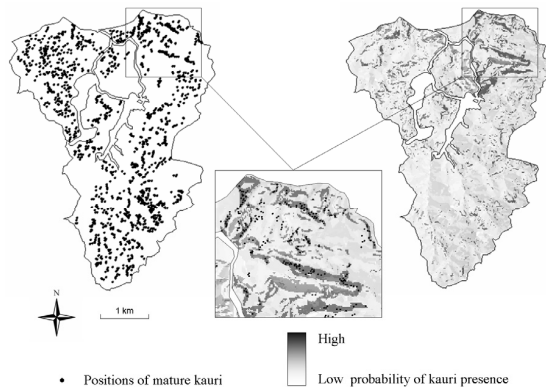 N
1 km
High
Low probability of kauri presence
Positions of mature kauri